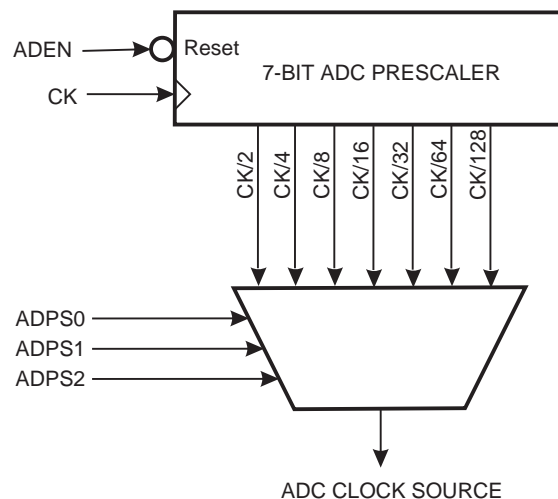 ADEN
Reset
7-BIT ADC PRESCALER
CK
CK/2
CK/4
CK/8
CK/16
CK/32
CK/64
CK/128
ADPS0
ADPS1
ADPS2
ADC CLOCK SOURCE